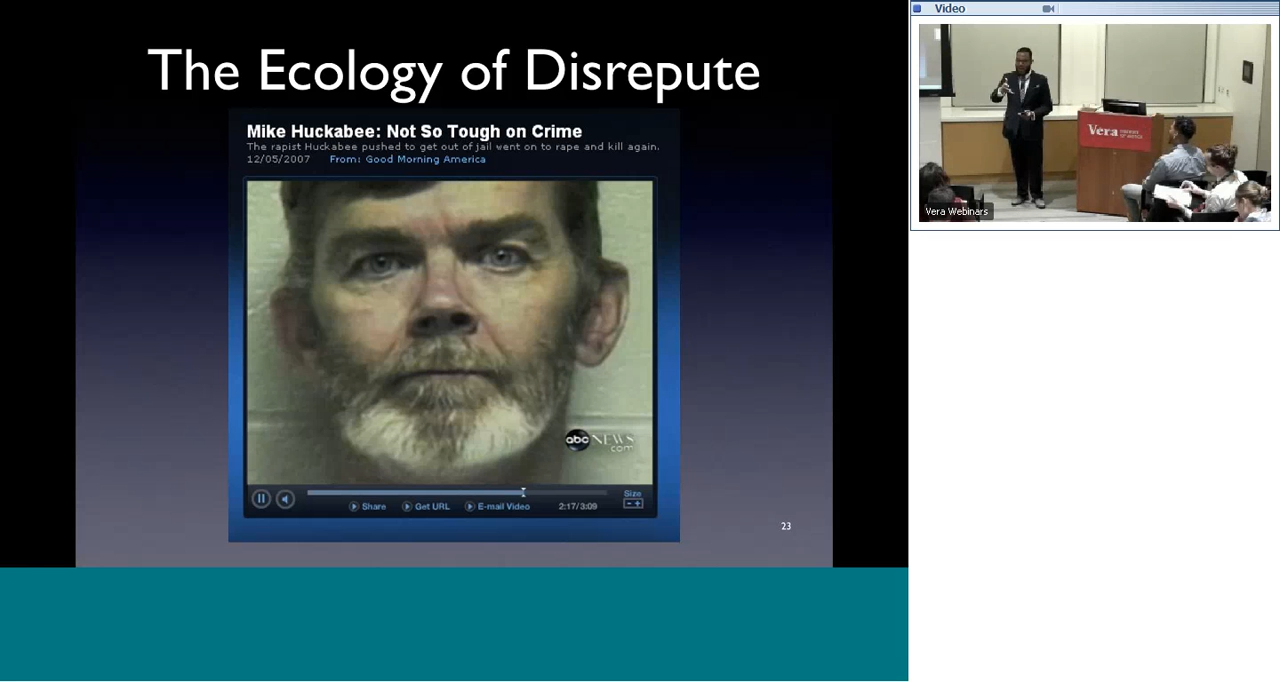 The Ecology of Disrepute
Mike Huckabee: Not So Tough on Crime
The rapist Huckabee pushed to get out of jail went on to rape and kill again.
12/05/2007 From: Good Morning America
abc NEWS
com
Share Get URL E-mail Video 2:17/3:09
Size
- +
23
Video
Vera
Vera Webinars